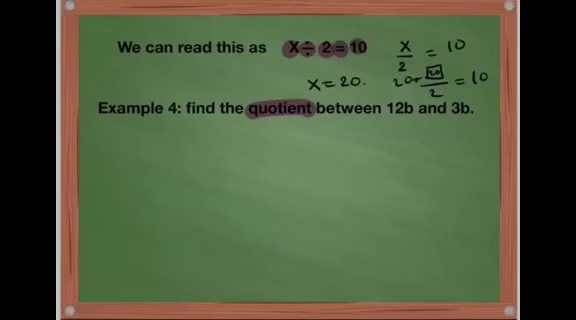 We can read this as X ÷ 2 = 10 x/2 = 10
x = 20. 20← 20/2 = 10
Example 4: find the quotient between 12b and 3b.